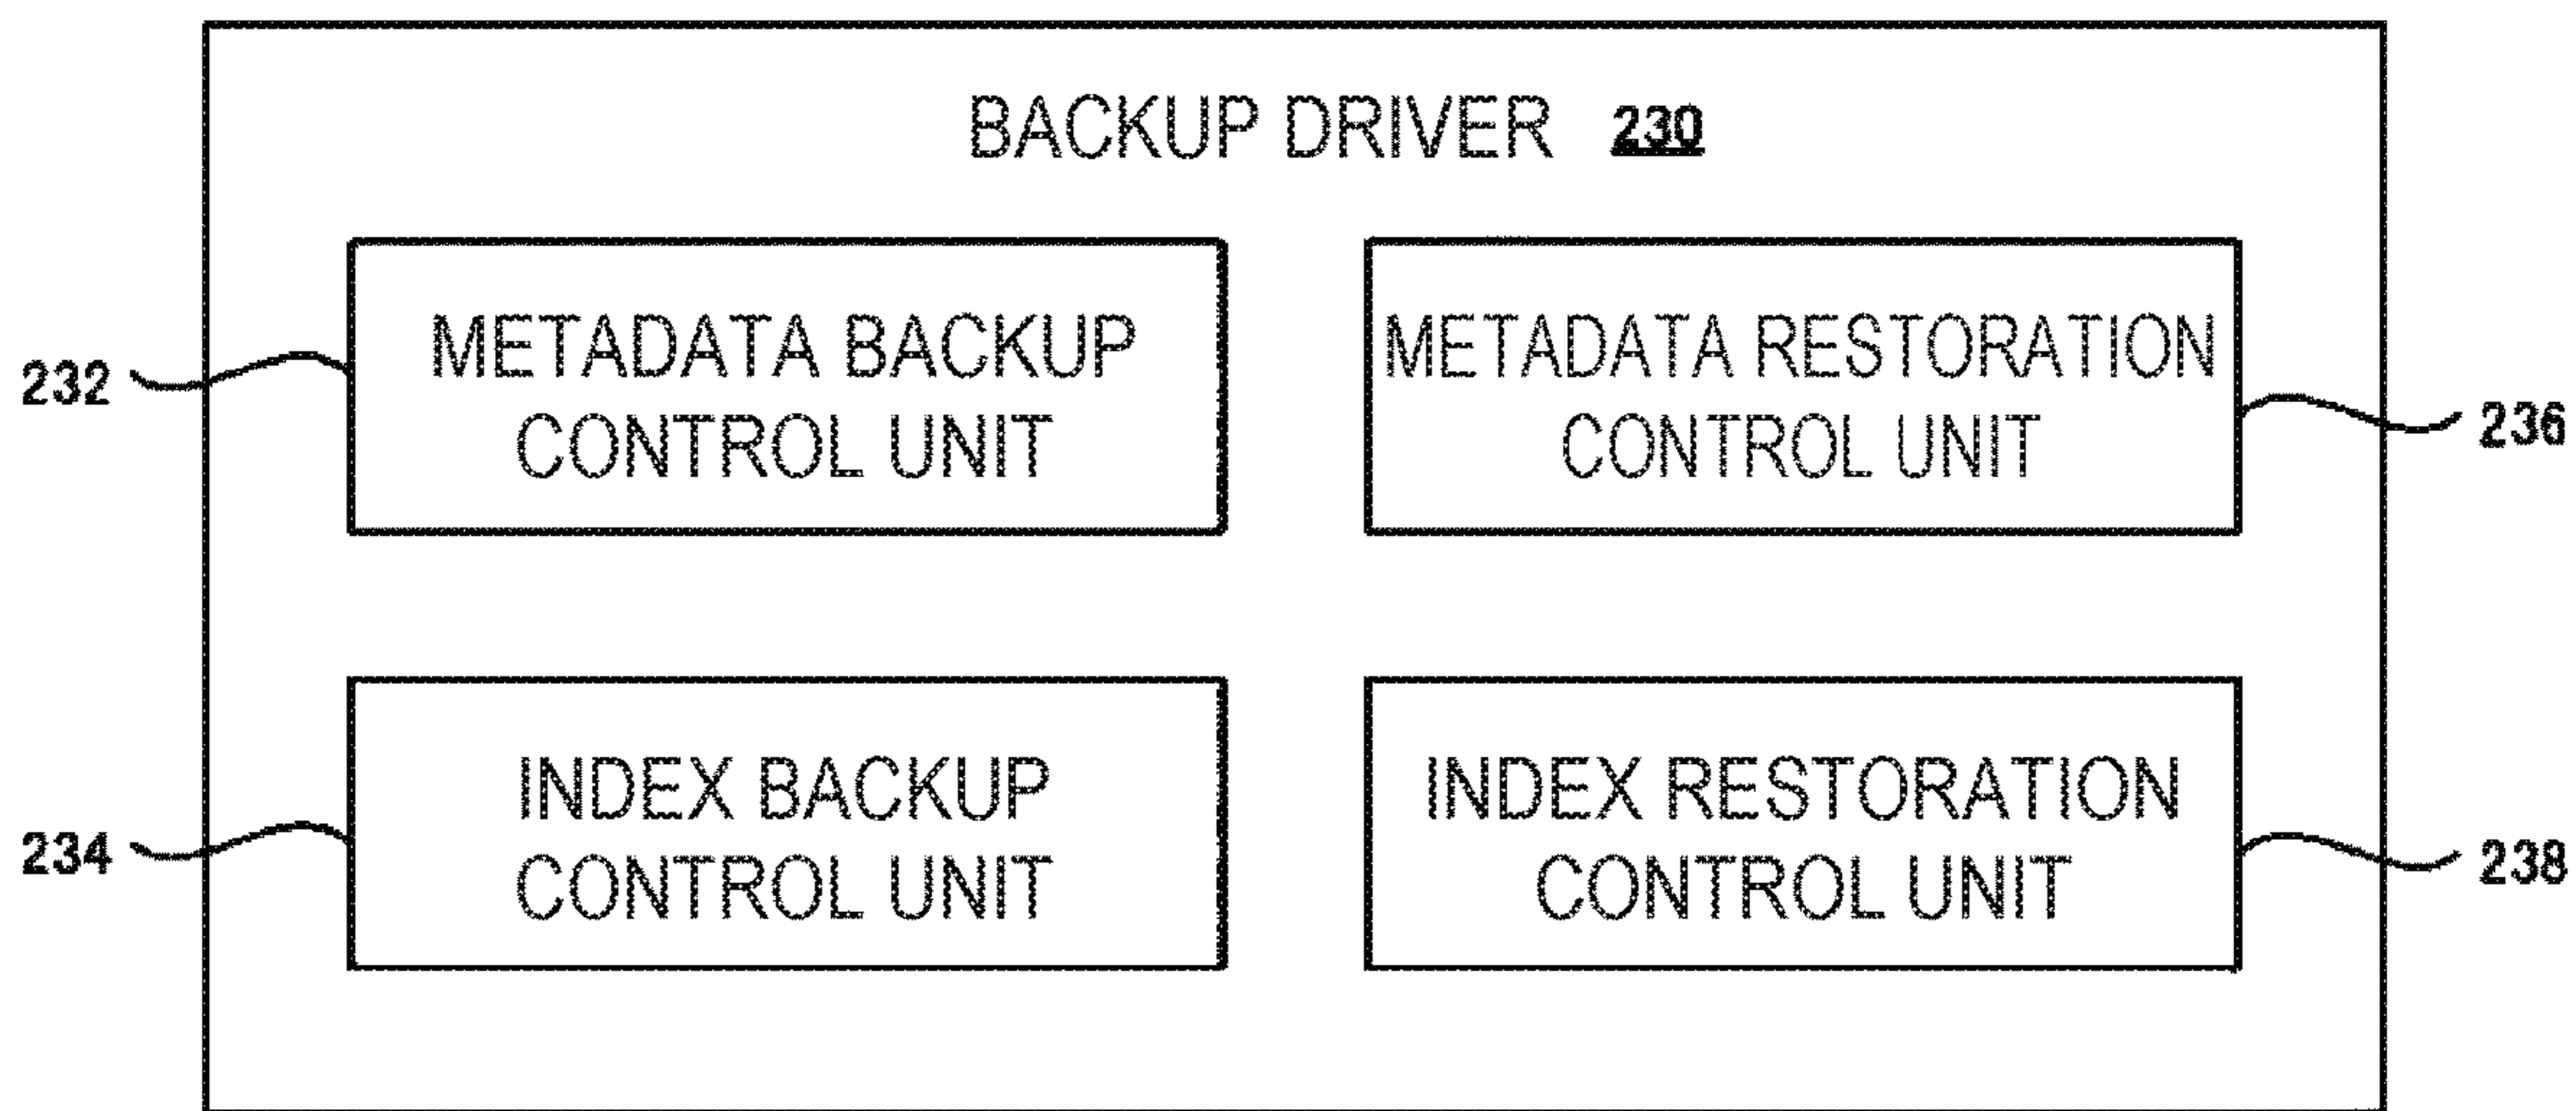 BACKUP DRIVER 230
METADATA BACKUP
CONTROL UNIT
232
METADATA RESTORATION
CONTROL UNIT
236
INDEX BACKUP
CONTROL UNIT
234
INDEX RESTORATION
CONTROL UNIT
238